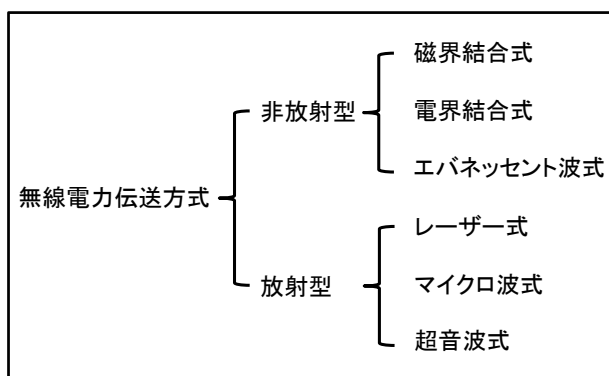 無線電力伝送方式
非放射型
磁界結合式
電界結合式
エバネッセント波式
放射型
レーザー式
マイクロ波式
超音波式